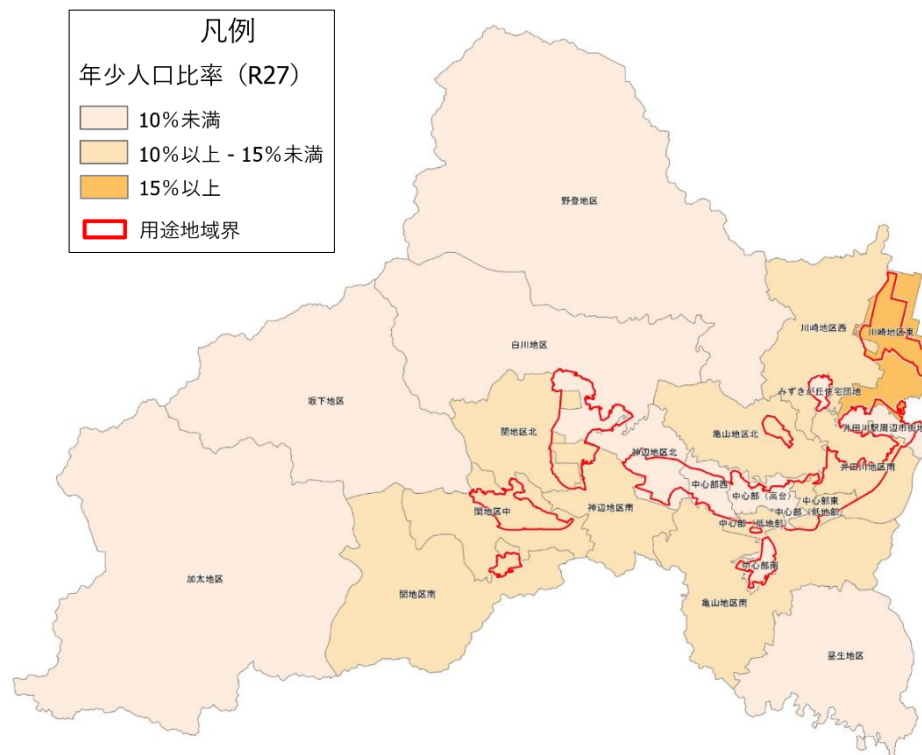 凡例
年少人口比率（R27）
10%未満
10%以上 - 15%未満
15%以上
用途地域界
野登地区
川崎地区西
川崎地区東
白川地区
みずきが丘住宅団地
坂下地区
関地区北
亀山地区北
井田川駅周辺市街地
神辺地区北
井田川地区南
中心部西
中心部（高台）
中心部東
関地区中
神辺地区南
中心部（低地部）
中心部（低地部）
中心部南
加太地区
関地区南
亀山地区南
昼生地区